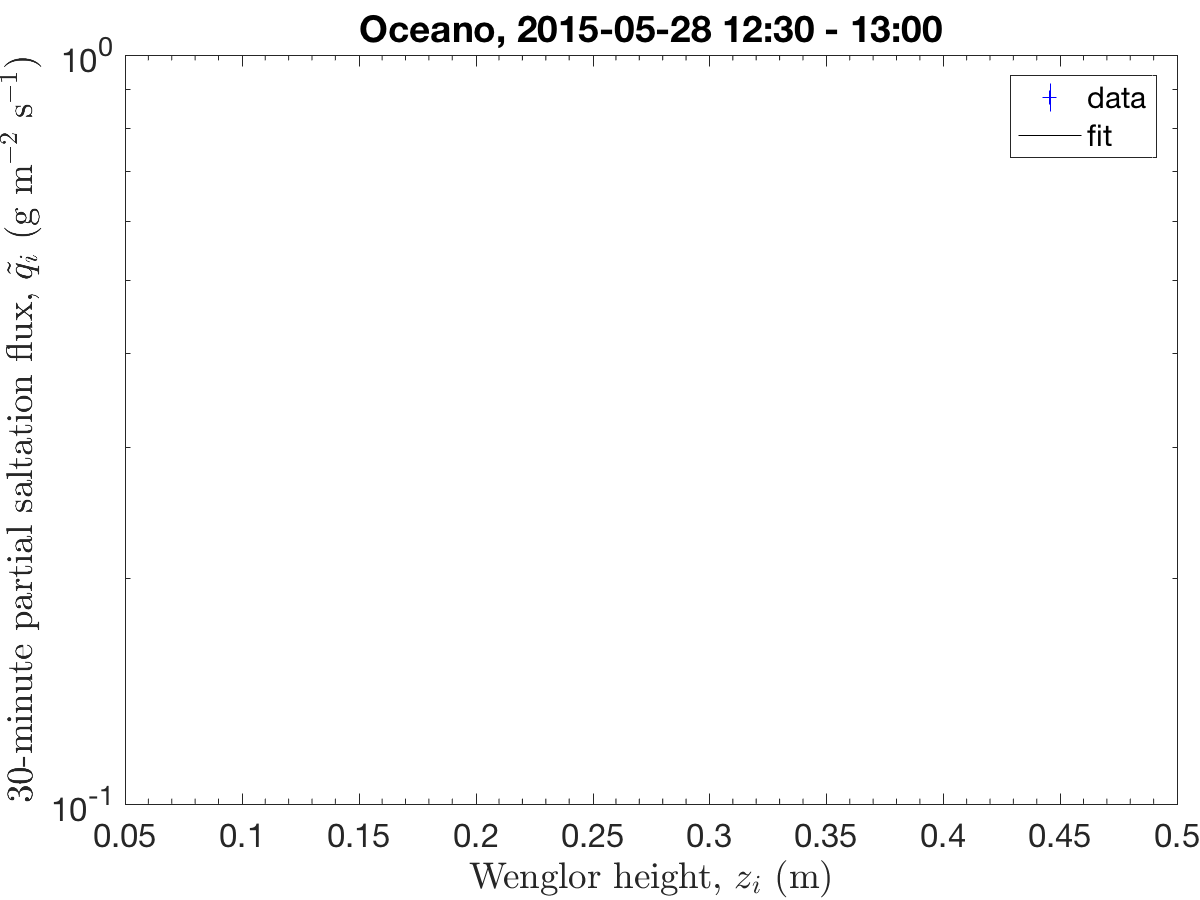 Oceano, 2015-05-28 12:30 - 13:00
10^0
data
fit
30-minute partial saltation flux, q̃_i (g m^−2 s^−1)
10^-1
0.05 0.1 0.15 0.2 0.25 0.3 0.35 0.4 0.45 0.5
Wenglor height, z_i (m)